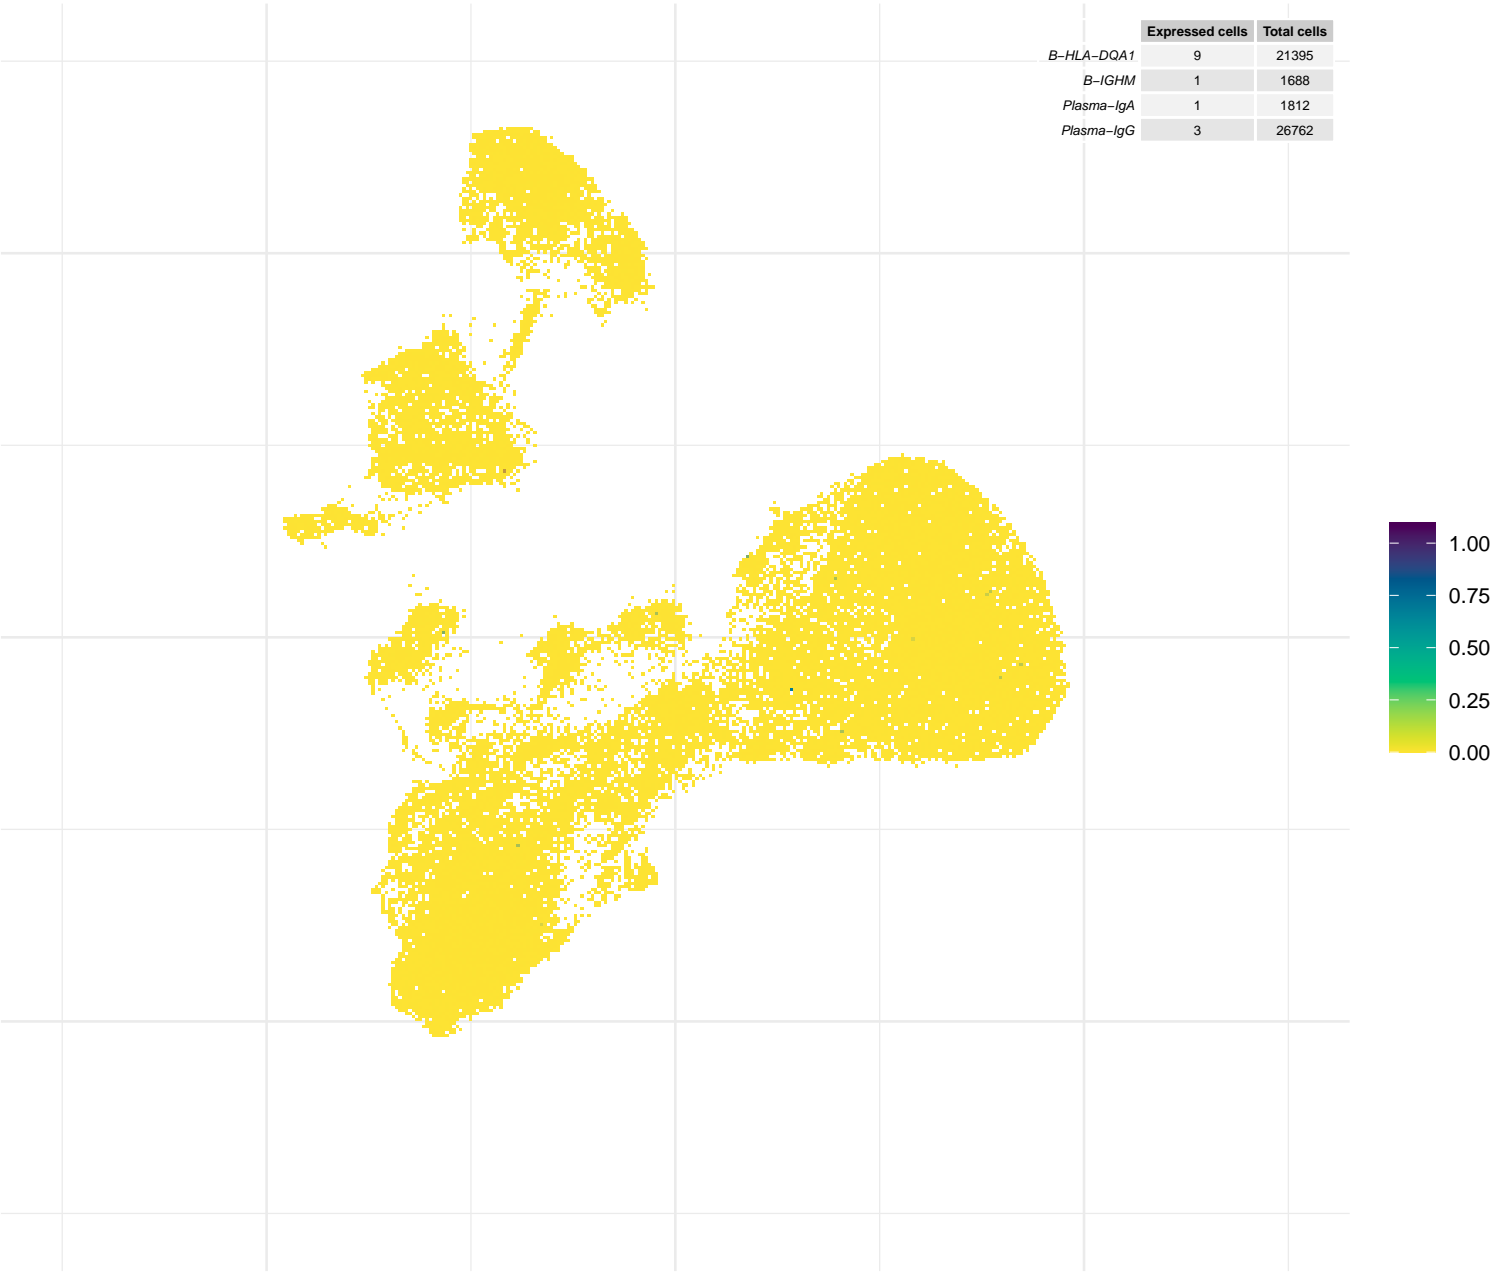 Expressed cells Total cells
B−HLA−DQA1 9 21395
B−IGHM 1 1688
Plasma−IgA 1 1812
Plasma−IgG 3 26762
1.00
0.75
0.50
0.25
0.00